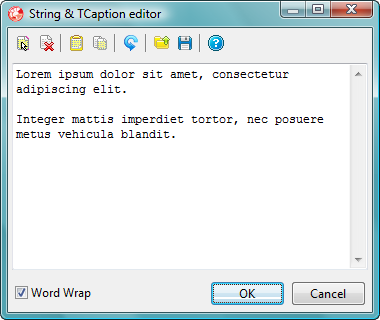 String & TCaption editor
Lorem ipsum dolor sit amet, consectetur
adipiscing elit.
Integer mattis imperdiet tortor, nec posuere
metus vehicula blandit.
Word Wrap
OK
Cancel